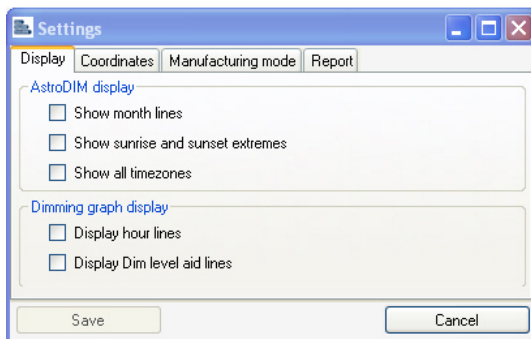 Settings
Display Coordinates Manufacturing mode Report
AstroDIM display
Show month lines
Show sunrise and sunset extremes
Show all timezones
Dimming graph display
Display hour lines
Display Dim level aid lines
Save Cancel